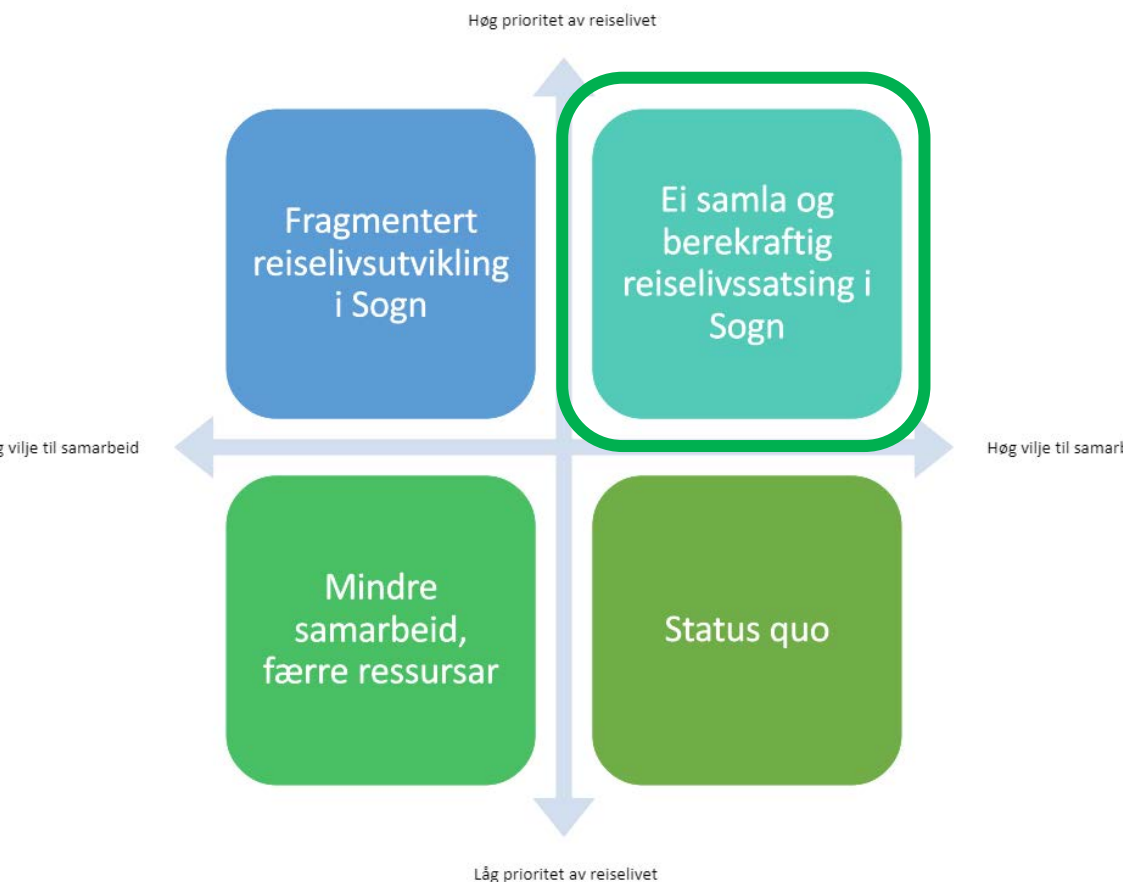 Høg prioritet av reiselivet
Fragmentert
reiselivsutvikling
i Sogn
Ei samla og
berekraftig
reiselivssatsing i
Sogn
vilje til samarbeid
Høg vilje til
Mindre
samarbeid,
færre ressursar
Status quo
Låg prioritet av reiselivet